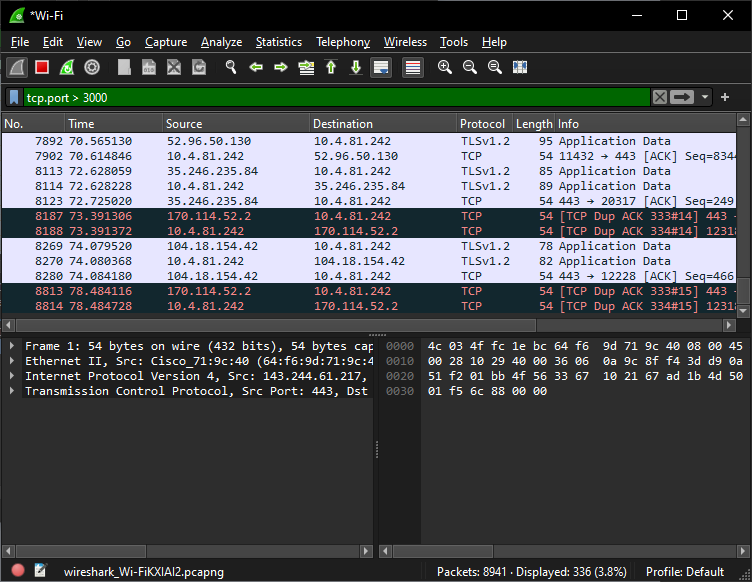 *Wi-Fi
File Edit View Go Capture Analyze Statistics Telephony Wireless Tools Help
tcp.port > 3000
No. Time Source Destination Protocol Length Info
7892 70.565130 52.96.50.130 10.4.81.242 TLSv1.2 95 Application Data
7902 70.614846 10.4.81.242 52.96.50.130 TCP 54 11432 → 443 [ACK] Seq=8344
8113 72.628059 35.246.235.84 10.4.81.242 TLSv1.2 85 Application Data
8114 72.628228 10.4.81.242 35.246.235.84 TLSv1.2 89 Application Data
8123 72.725020 35.246.235.84 10.4.81.242 TCP 54 443 → 20317 [ACK] Seq=249
8187 73.391306 170.114.52.2 10.4.81.242 TCP 54 [TCP Dup ACK 333#14] 443 →
8188 73.391372 10.4.81.242 170.114.52.2 TCP 54 [TCP Dup ACK 334#14] 12318
8269 74.079520 104.18.154.42 10.4.81.242 TLSv1.2 78 Application Data
8270 74.080368 10.4.81.242 104.18.154.42 TLSv1.2 82 Application Data
8280 74.084180 104.18.154.42 10.4.81.242 TCP 54 443 → 12228 [ACK] Seq=466
8813 78.484116 170.114.52.2 10.4.81.242 TCP 54 [TCP Dup ACK 333#15] 443 →
8814 78.484728 10.4.81.242 170.114.52.2 TCP 54 [TCP Dup ACK 334#15] 12318
Frame 1: 54 bytes on wire (432 bits), 54 bytes cap
Ethernet II, Src: Cisco_71:9c:40 (64:f6:9d:71:9c:4
Internet Protocol Version 4, Src: 143.244.61.217,
Transmission Control Protocol, Src Port: 443, Dst
0000 4c 03 4f fc 1e bc 64 f6 9d 71 9c 40 08 00 45
0010 00 28 10 29 40 00 36 06 0a 9c 8f f4 3d d9 0a
0020 51 f2 01 bb 4f 56 33 67 10 21 67 ad 1b 4d 50
0030 01 f5 6c 88 00 00
wireshark_Wi-FiKXIAI2.pcapng Packets: 8941 · Displayed: 336 (3.8%) Profile: Default